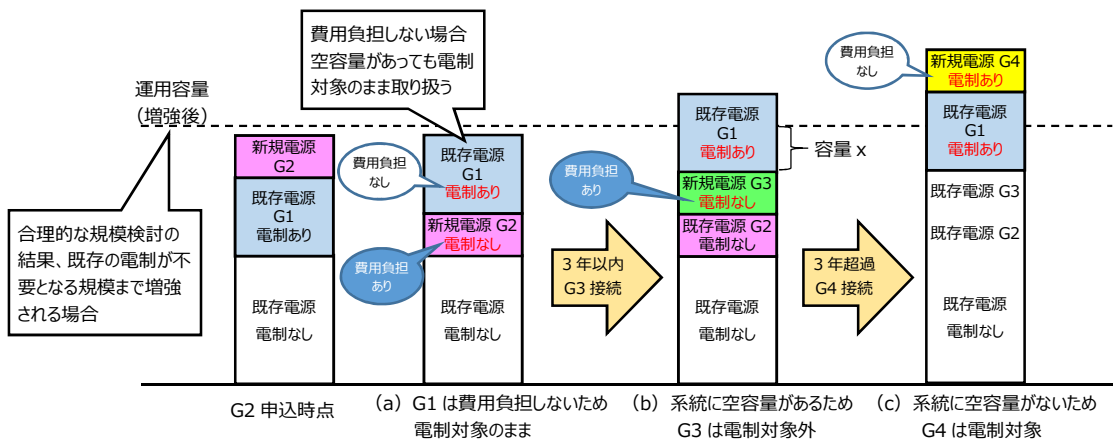 運用容量
（増強後）
合理的な規模検討の
結果、既存の電制が不
要となる規模まで増強
される場合
新規電源
G2
既存電源
G1
電制あり
既存電源
電制なし
G2 申込時点
費用負担しない場合
空容量があっても電制
対象のまま取り扱う
費用負担
なし
既存電源
G1
電制あり
新規電源 G2
電制なし
費用負担
あり
既存電源
電制なし
（a） G1 は費用負担しないため
電制対象のまま
3 年以内
G3 接続
既存電源
G1
電制あり
容量 x
費用負担
あり
新規電源 G3
電制なし
既存電源 G2
電制なし
既存電源
電制なし
（b） 系統に空容量があるため
G3 は電制対象外
3 年超過
G4 接続
費用負担
なし
新規電源 G4
電制あり
既存電源
G1
電制あり
既存電源 G3
既存電源 G2
既存電源
電制なし
（c） 系統に空容量がないため
G4 は電制対象